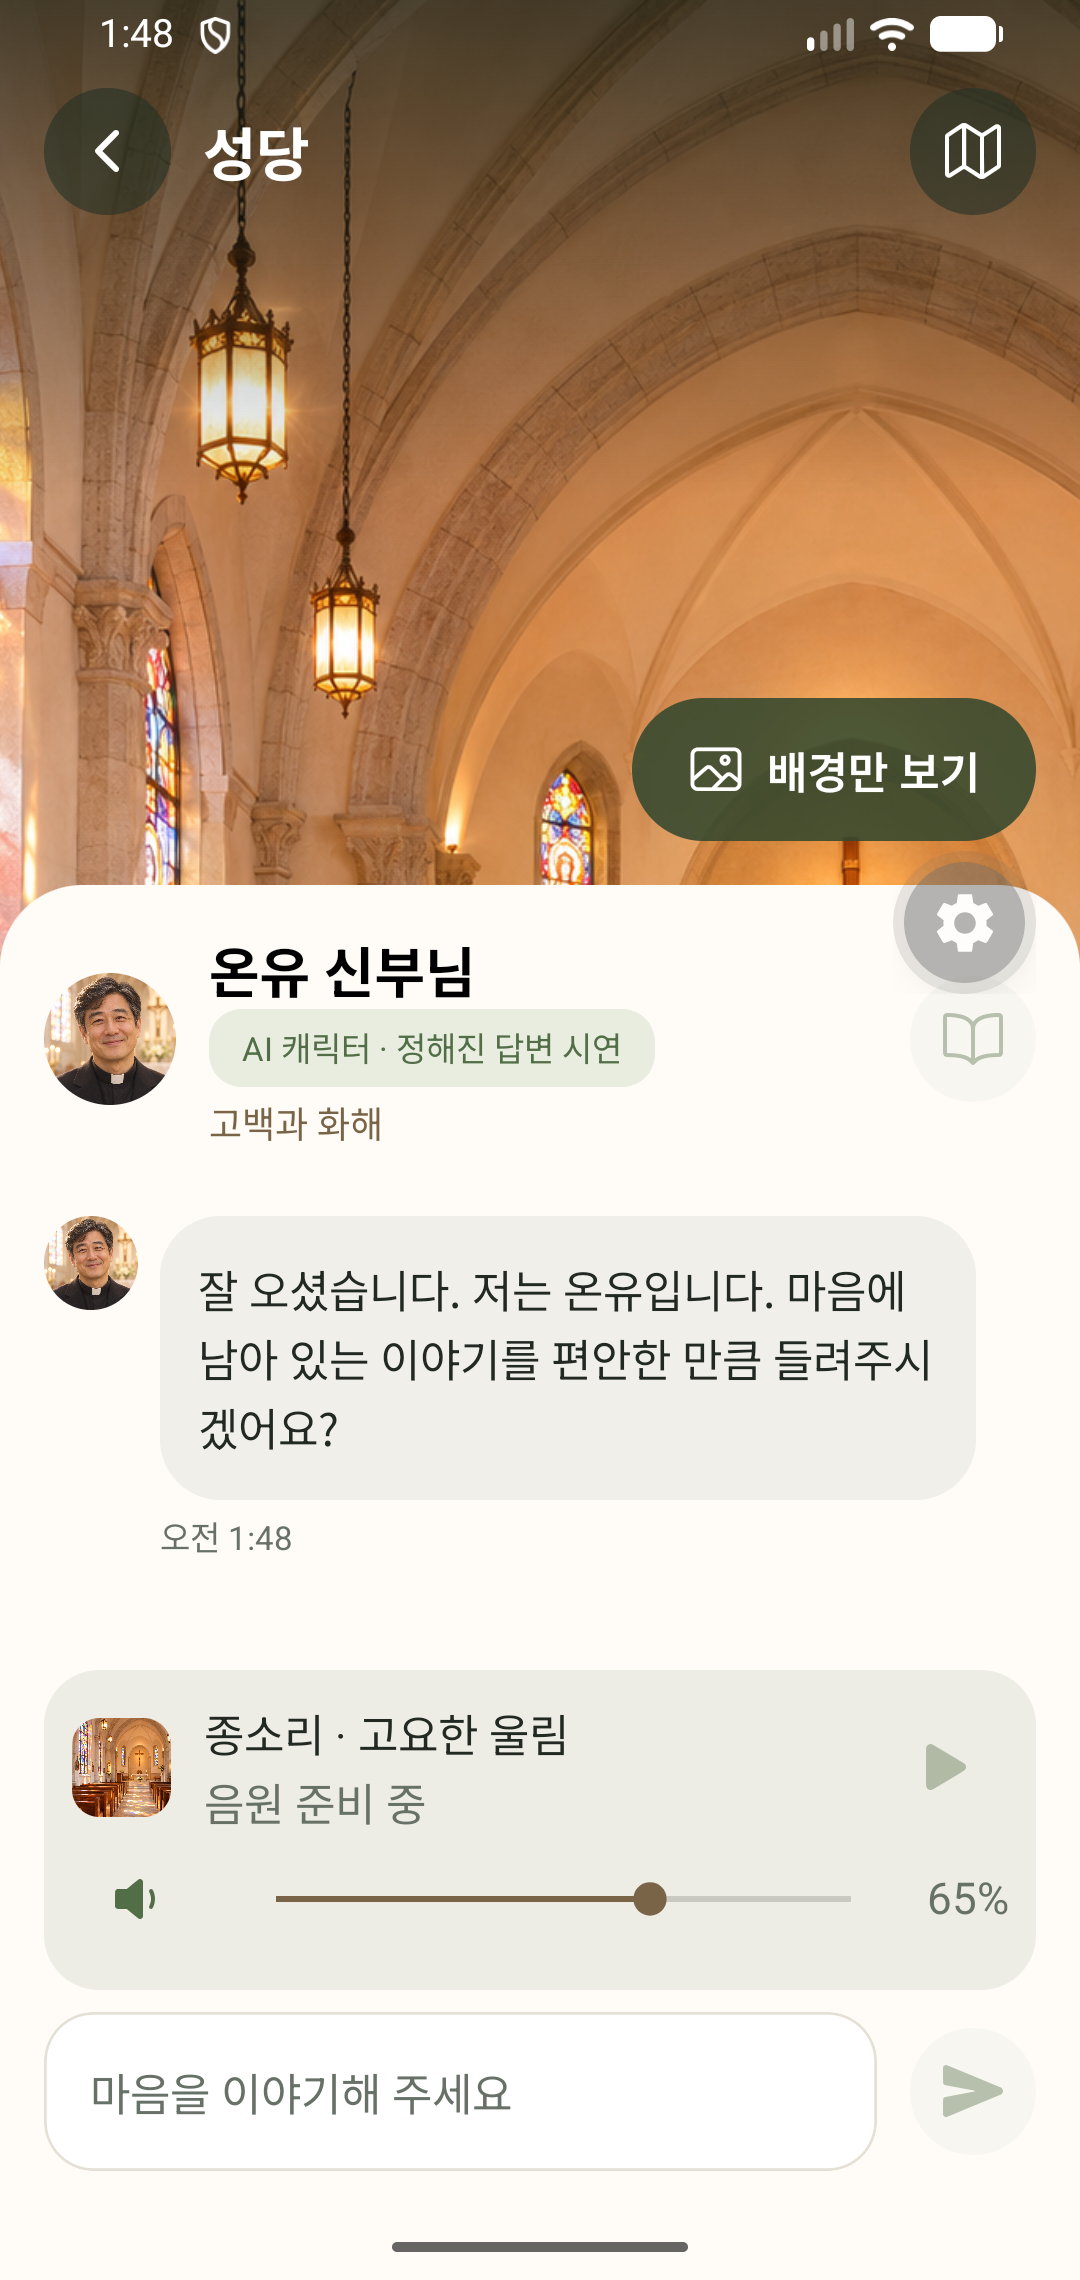 1:48
성당
배경만 보기
온유 신부님
AI 캐릭터 · 정해진 답변 시연
고백과 화해
잘 오셨습니다. 저는 온유입니다. 마음에
남아 있는 이야기를 편안한 만큼 들려주시
겠어요?
오전 1:48
종소리 · 고요한 울림
음원 준비 중
65%
마음을 이야기해 주세요